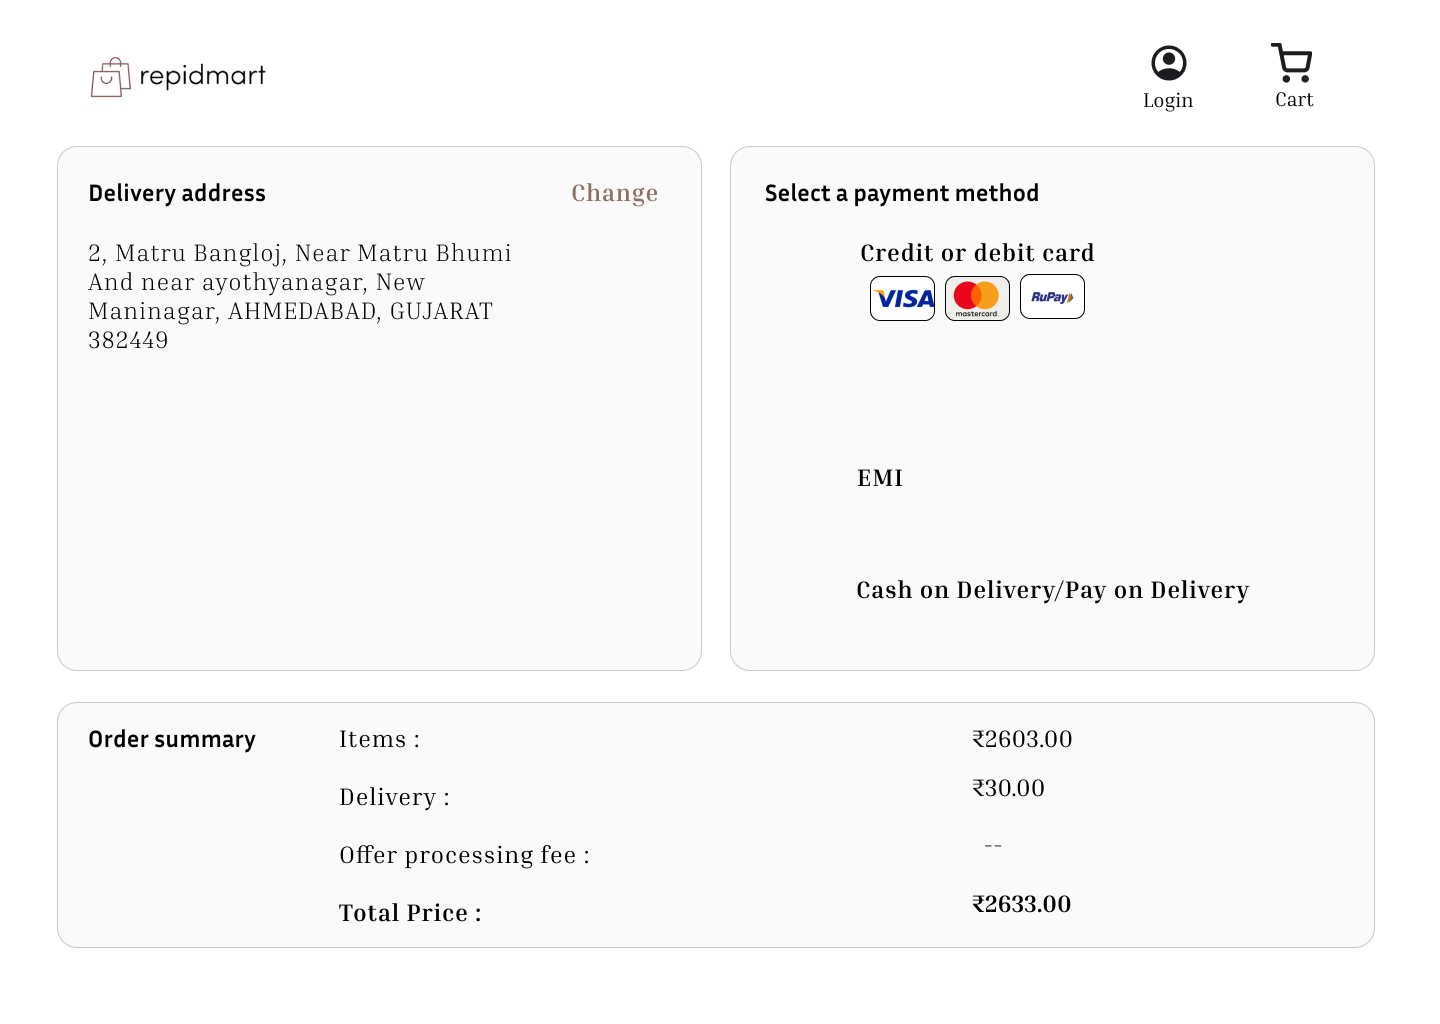 repidmart
Login
Cart
Delivery address
Change
2, Matru Bangloj, Near Matru Bhumi
And near ayothyanagar, New
Maninagar, AHMEDABAD, GUJARAT
382449
Select a payment method
Credit or debit card
VISA
mastercard
RuPay
EMI
Cash on Delivery/Pay on Delivery
Order summary
Items : ₹2603.00
Delivery : ₹30.00
Offer processing fee : --
Total Price : ₹2633.00